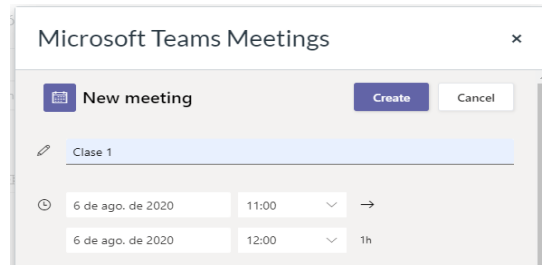 Microsoft Teams Meetings ×
New meeting Create Cancel
Clase 1
6 de ago. de 2020 11:00 →
6 de ago. de 2020 12:00 1h